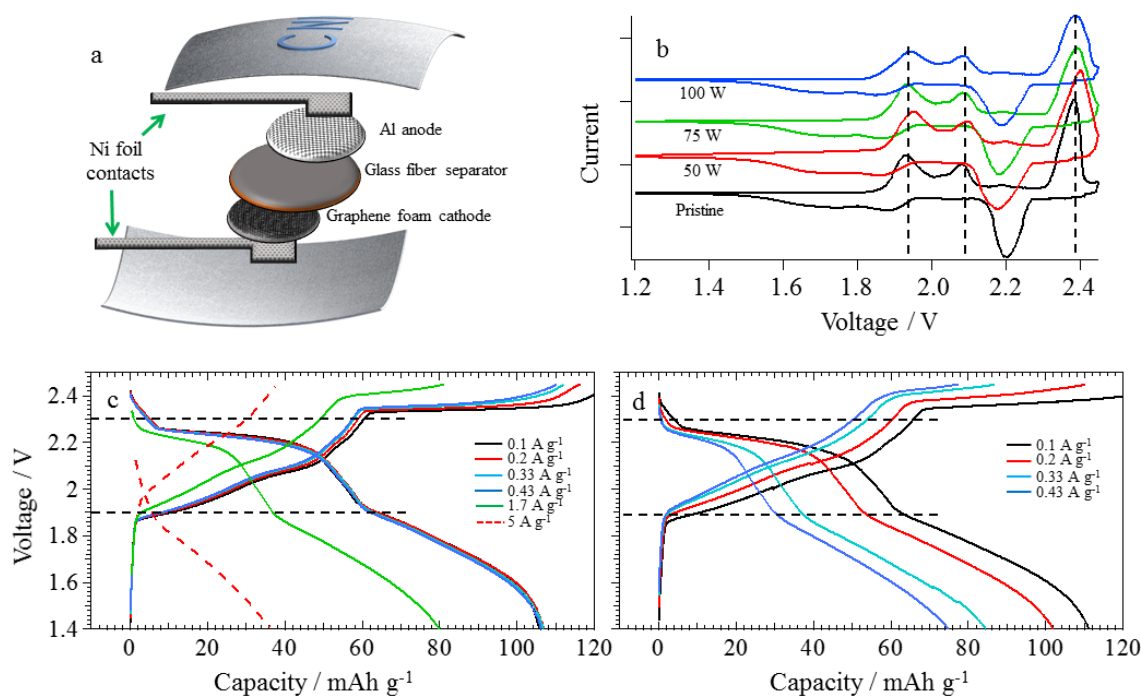 a
CNI
Ni foil
contacts
Al anode
Glass fiber separator
Graphene foam cathode
b
Current
100 W
75 W
50 W
Pristine
1.2 1.4 1.6 1.8 2.0 2.2 2.4
Voltage / V
c
Voltage / V
2.4
2.2
2
1.8
1.6
1.4
0.1 A g⁻¹
0.2 A g⁻¹
0.33 A g⁻¹
0.43 A g⁻¹
1.7 A g⁻¹
5 A g⁻¹
0 20 40 60 80 100 120
Capacity / mAh g⁻¹
d
0.1 A g⁻¹
0.2 A g⁻¹
0.33 A g⁻¹
0.43 A g⁻¹
0 20 40 60 80 100 120
Capacity / mAh g⁻¹